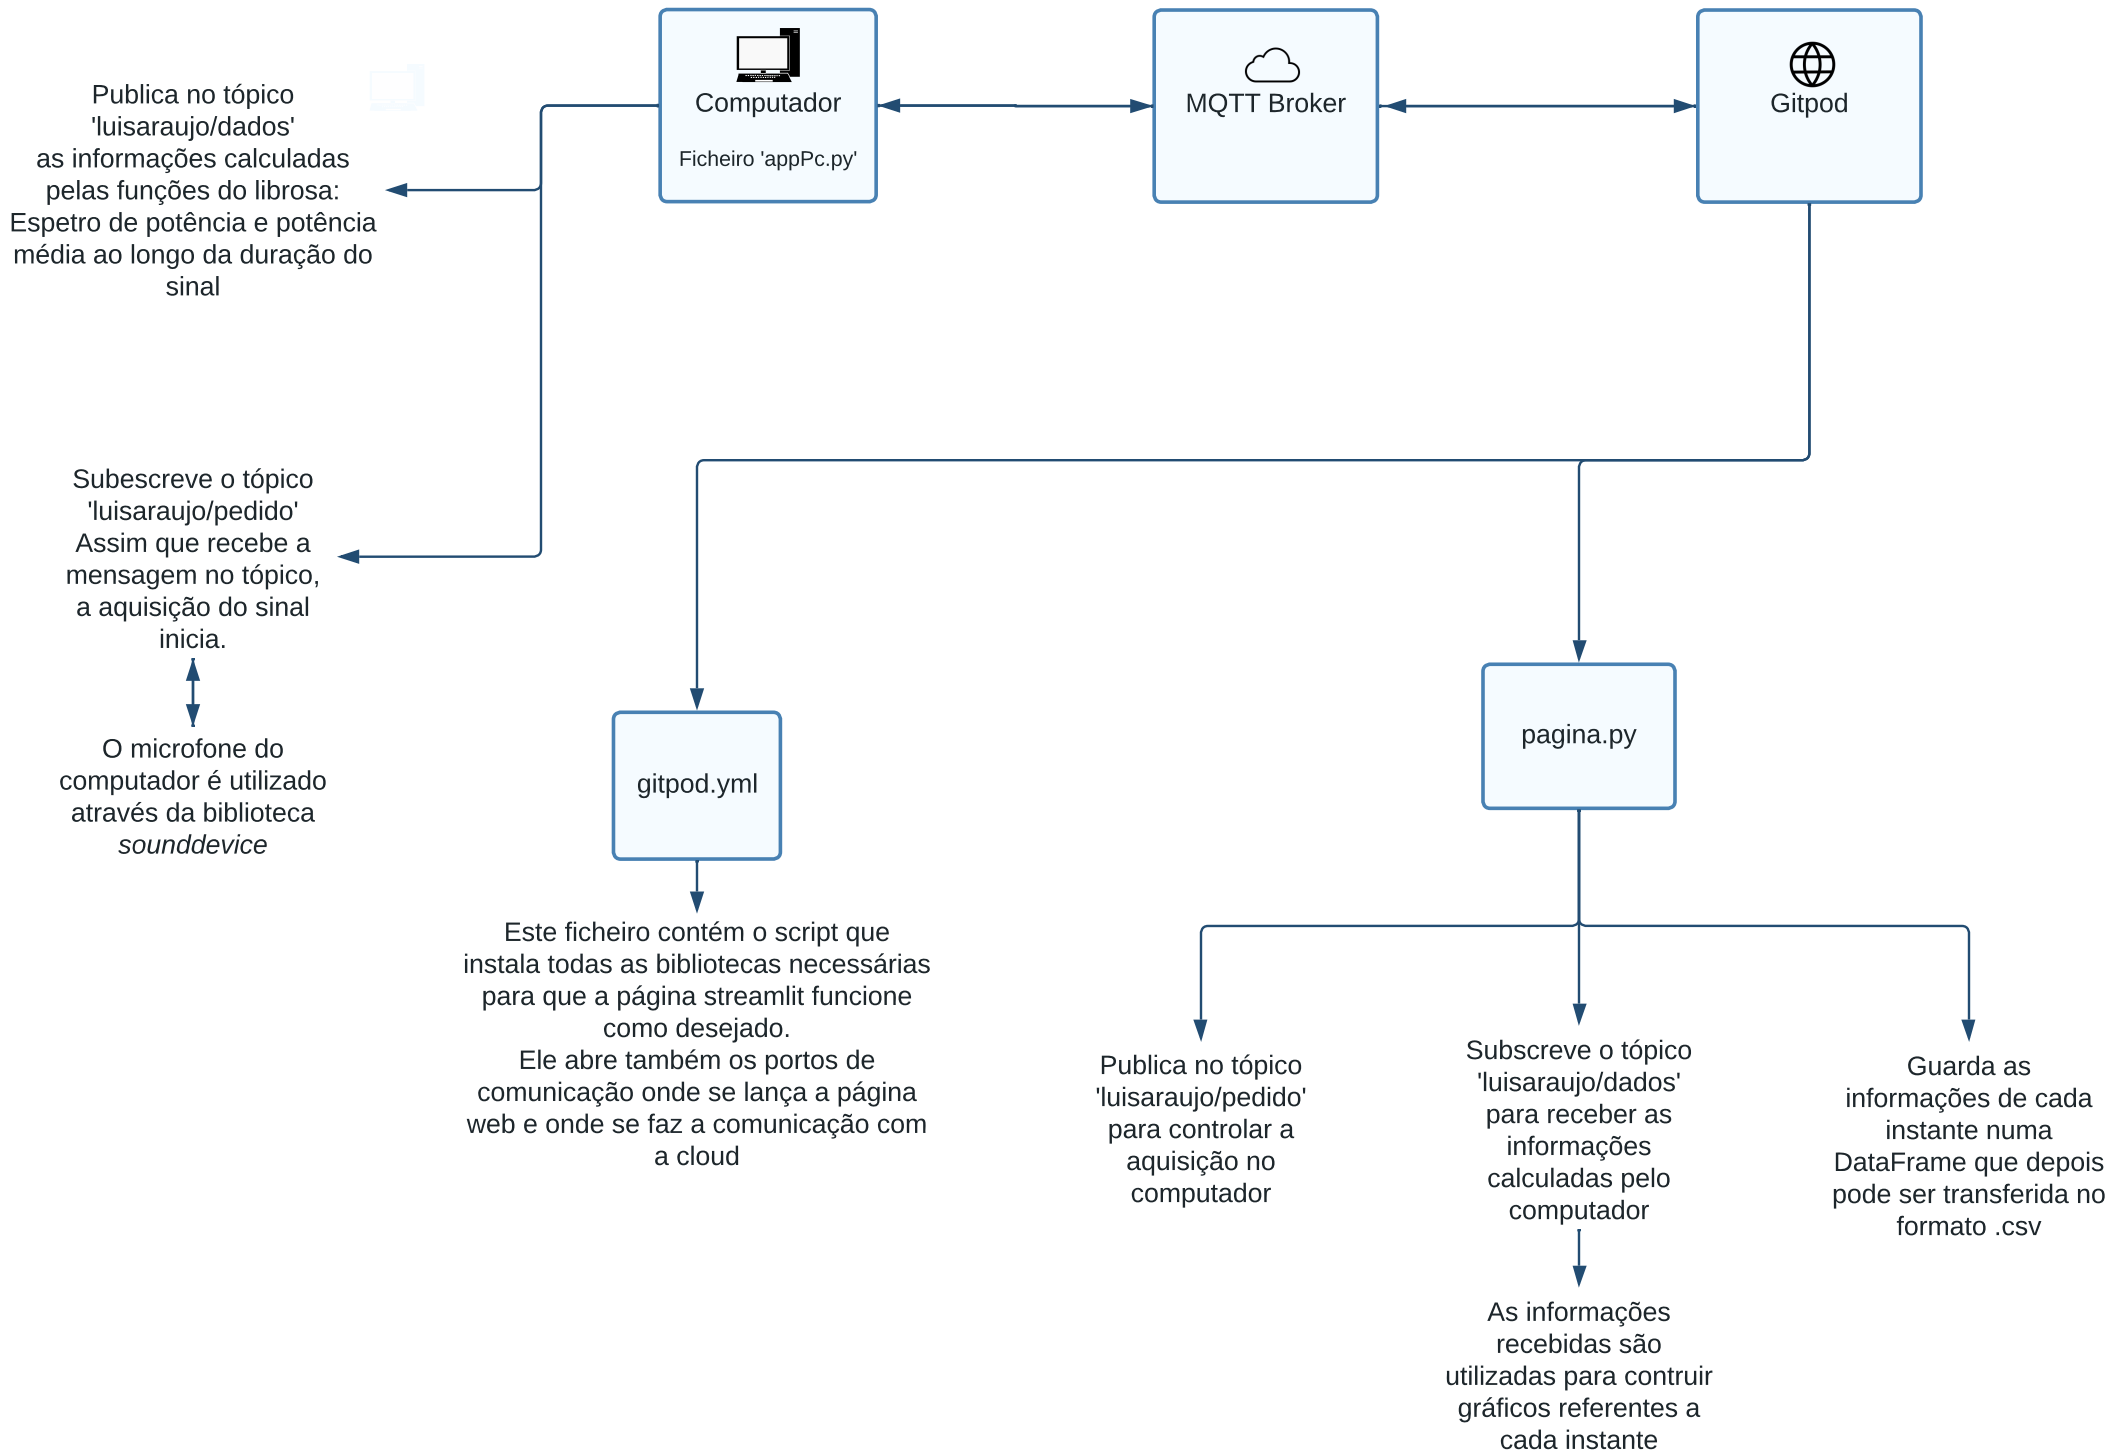 Computador
Ficheiro 'appPc.py'
MQTT Broker
Gitpod
Publica no tópico
'luisaraujo/dados'
as informações calculadas
pelas funções do librosa:
Espetro de potência e potência
média ao longo da duração do
sinal
Subescreve o tópico
'luisaraujo/pedido'
Assim que recebe a
mensagem no tópico,
a aquisição do sinal
inicia.
O microfone do
computador é utilizado
através da biblioteca
sounddevice
gitpod.yml
Este ficheiro contém o script que
instala todas as bibliotecas necessárias
para que a página streamlit funcione
como desejado.
Ele abre também os portos de
comunicação onde se lança a página
web e onde se faz a comunicação com
a cloud
pagina.py
Publica no tópico
'luisaraujo/pedido'
para controlar a
aquisição no
computador
Subscreve o tópico
'luisaraujo/dados'
para receber as
informações
calculadas pelo
computador
As informações
recebidas são
utilizadas para contruir
gráficos referentes a
cada instante
Guarda as
informações de cada
instante numa
DataFrame que depois
pode ser transferida no
formato .csv